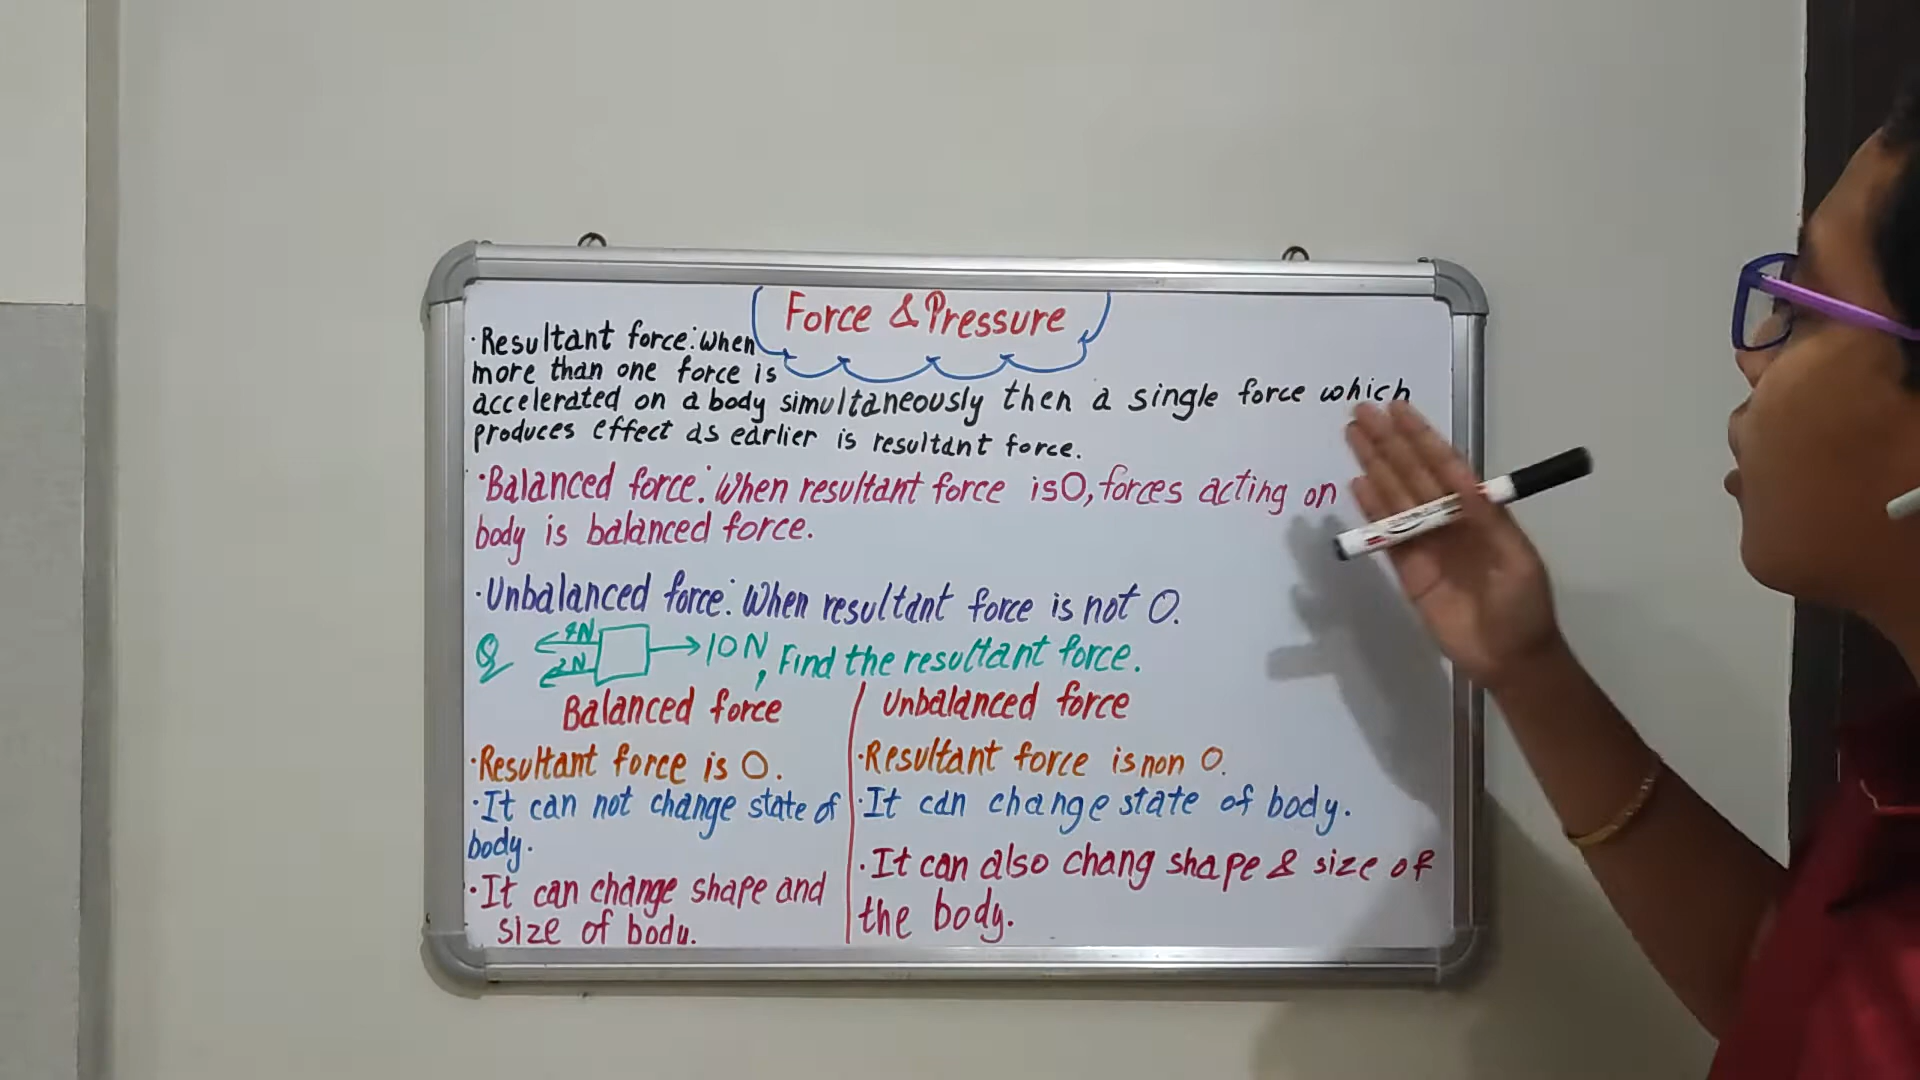 Force & Pressure
·Resultant force: When
more than one force is
accelerated on a body simultaneously then a single force which
produces effect as earlier is resultant force.
·Balanced force: When resultant force is 0, forces acting on
body is balanced force.
·Unbalanced force: When resultant force is not 0.
Q 2N 10N, Find the resultant force.
Balanced force
·Resultant force is 0.
·It can not change state of
body.
·It can change shape and
size of body.
Unbalanced force
·Resultant force is non 0.
·It can change state of body.
·It can also chang shape & size of
the body.